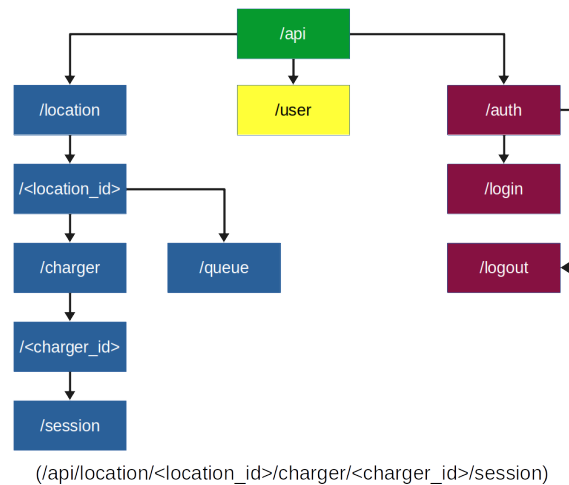 /api
/location
/user
/auth
/<location_id>
/login
/charger
/queue
/logout
/<charger_id>
/session
(/api/location/<location_id>/charger/<charger_id>/session)